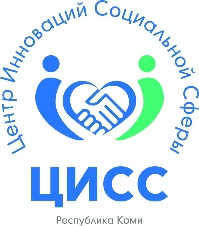 Центр Инноваций Социальной Сферы
ЦИСС
Республика Коми